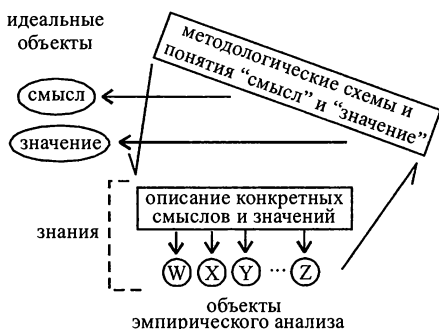 идеальные
объекты
методологические схемы и
понятия “смысл” и “значение”
смысл
значение
описание конкретных
смыслов и значений
знания
W X Y ... Z
объекты
эмпирического анализа